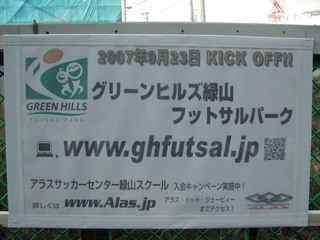 2007年9月23日 KICK OFF!!
GREEN HILLS
FUTSAL PARK
グリーンヒルズ緑山
フットサルパーク
www.ghfutsal.jp
アラスサッカーセンター緑山スクール 入会キャンペーン実施中!
詳しくは www.Alas.jp アラス・ドット・ジェーピィー
までアクセス!